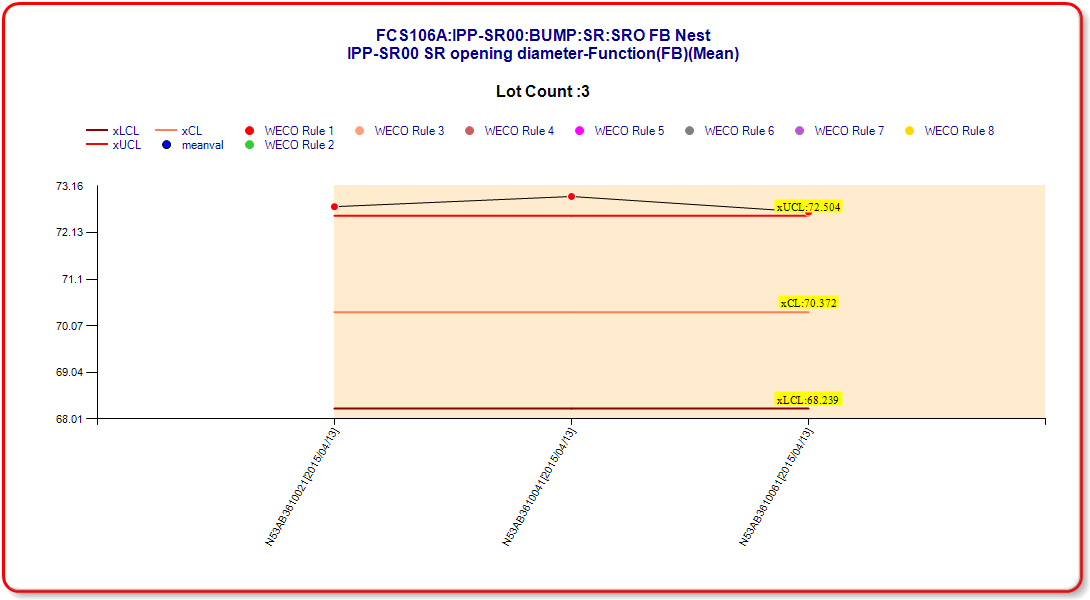 FCS106A:IPP-SR00:BUMP:SR:SRO FB Nest
IPP-SR00 SR opening diameter-Function(FB)(Mean)
Lot Count :3
xLCL xCL WECO Rule 1 WECO Rule 3 WECO Rule 4 WECO Rule 5 WECO Rule 6 WECO Rule 7 WECO Rule 8
xUCL meanval WECO Rule 2
73.16
72.13
71.1
70.07
69.04
68.01
xUCL:72.504
xCL:70.372
xLCL:68.239
N53AB3610021[2015/04/13]
N53AB3610041[2015/04/13]
N53AB3610061[2015/04/13]